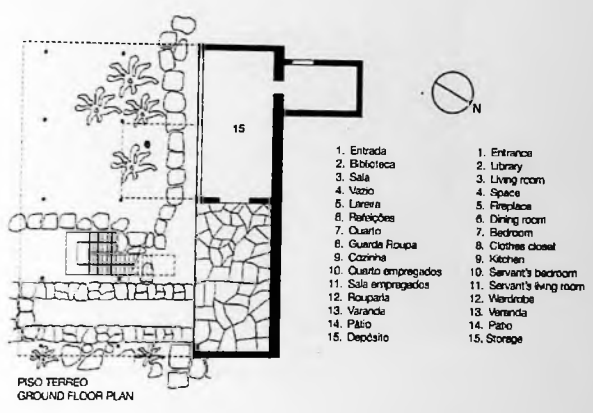 15
N
1. Entrada
2. Biblioteca
3. Sala
4. Vazio
5. Lareira
6. Refeições
7. Quarto
8. Guarda Roupa
9. Cozinha
10. Quarto empregados
11. Sala empregados
12. Rouparia
13. Varanda
14. Pátio
15. Depósito
1. Entrance
2. Library
3. Living room
4. Space
5. Fireplace
6. Dining room
7. Bedroom
8. Clothes closet
9. Kitchen
10. Servant's bedroom
11. Servant's living room
12. Wardrobe
13. Veranda
14. Patio
15. Storage
PISO TERREO
GROUND FLOOR PLAN